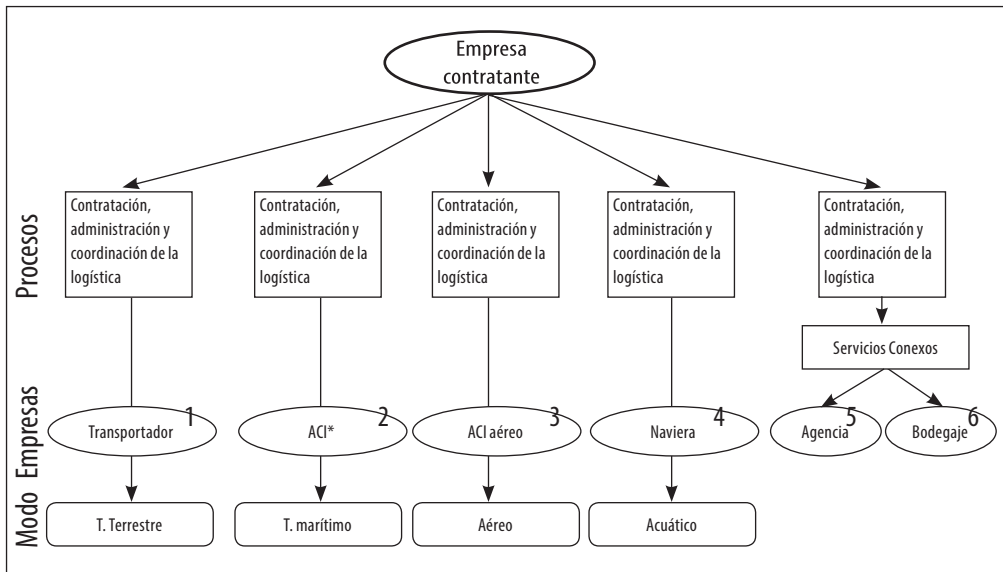 Empresa
contratante
Procesos
Contratación,
administración y
coordinación de la
logística
Contratación,
administración y
coordinación de la
logística
Contratación,
administración y
coordinación de la
logística
Contratación,
administración y
coordinación de la
logística
Contratación,
administración y
coordinación de la
logística
Servicios Conexos
Empresas
Transportador 1
ACI* 2
ACI aéreo 3
Naviera 4
Agencia 5
Bodegaje 6
Modo
T. Terrestre
T. marítimo
Aéreo
Acuático